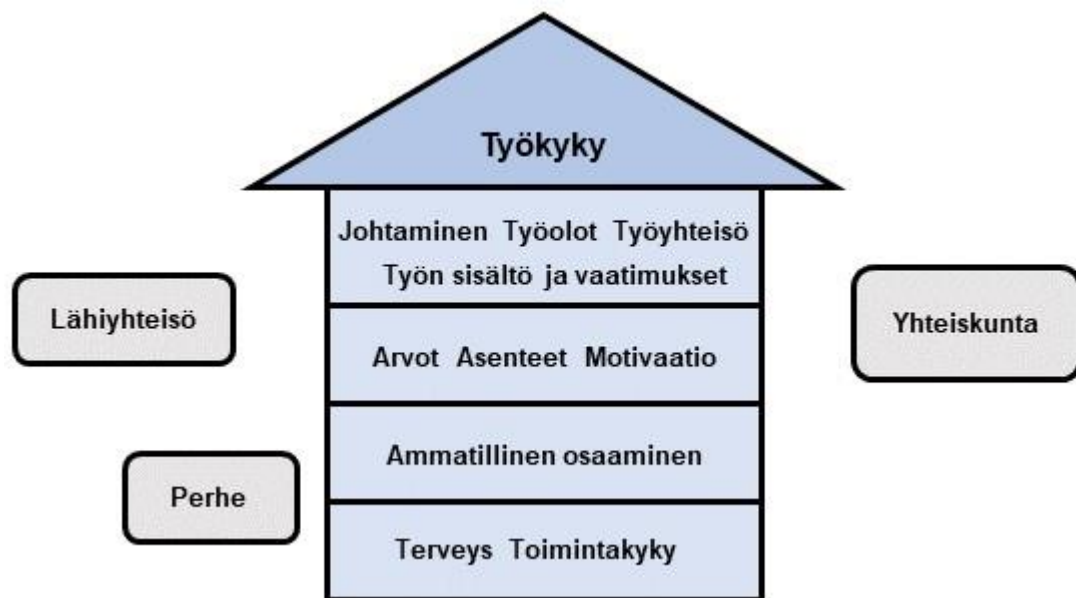 Työkyky
Johtaminen Työolot Työyhteisö
Työn sisältö ja vaatimukset
Lähiyhteisö
Yhteiskunta
Arvot Asenteet Motivaatio
Ammatillinen osaaminen
Perhe
Terveys Toimintakyky